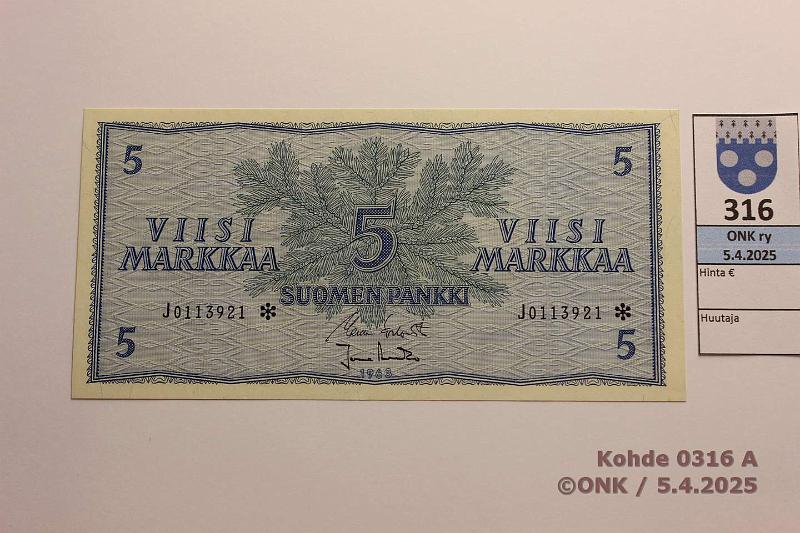 5 5
VIISI VIISI
MARKKAA 5 MARKKAA
SUOMEN PANKKI
J0113921 * J0113921 *
5 5
1963
316
ONK ry
5.4.2025
Hinta €
Huutaja
Kohde 0316 A
©ONK / 5.4.2025